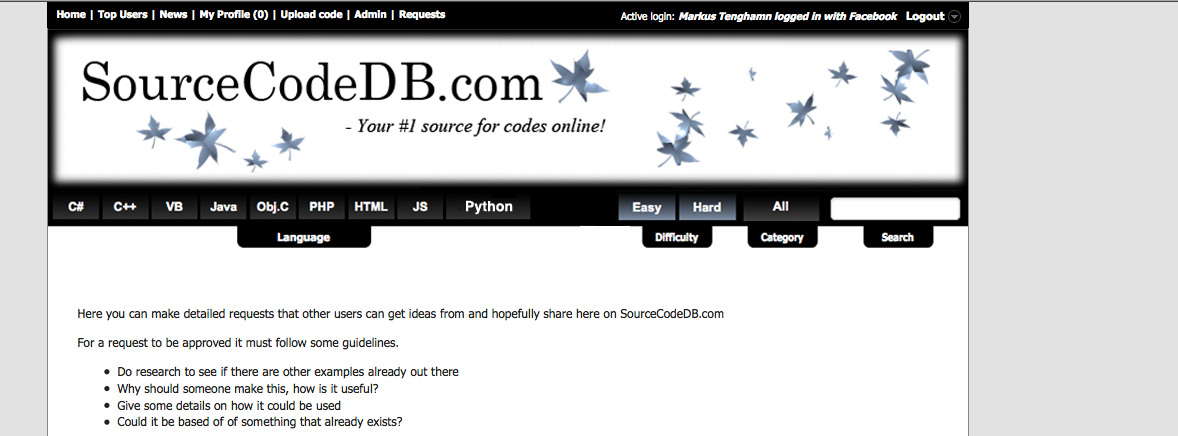 Home | Top Users | News | My Profile (0) | Upload code | Admin | Requests Active login: Markus Tenghamn logged in with Facebook Logout
SourceCodeDB.com
- Your #1 source for codes online!
C# C++ VB Java Obj.C PHP HTML JS Python Easy Hard All
Language Difficulty Category Search
Here you can make detailed requests that other users can get ideas from and hopefully share here on SourceCodeDB.com
For a request to be approved it must follow some guidelines.
• Do research to see if there are other examples already out there
• Why should someone make this, how is it useful?
• Give some details on how it could be used
• Could it be based of of something that already exists?